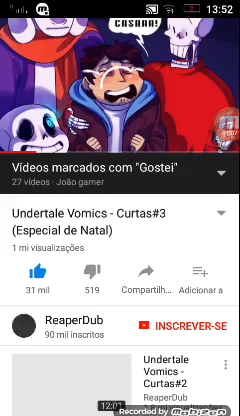 13:52
CASAAA!
Vídeos marcados com "Gostei"
27 vídeos · João gamer
Undertale Vomics - Curtas#3
(Especial de Natal)
1 mi visualizações
31 mil
519
Compartilh...
Adicionar a
ReaperDub
90 mil inscritos
INSCREVER-SE
Undertale
Vomics -
Curtas#2
ReaperDub
12:01
Recorded by
Mobizen